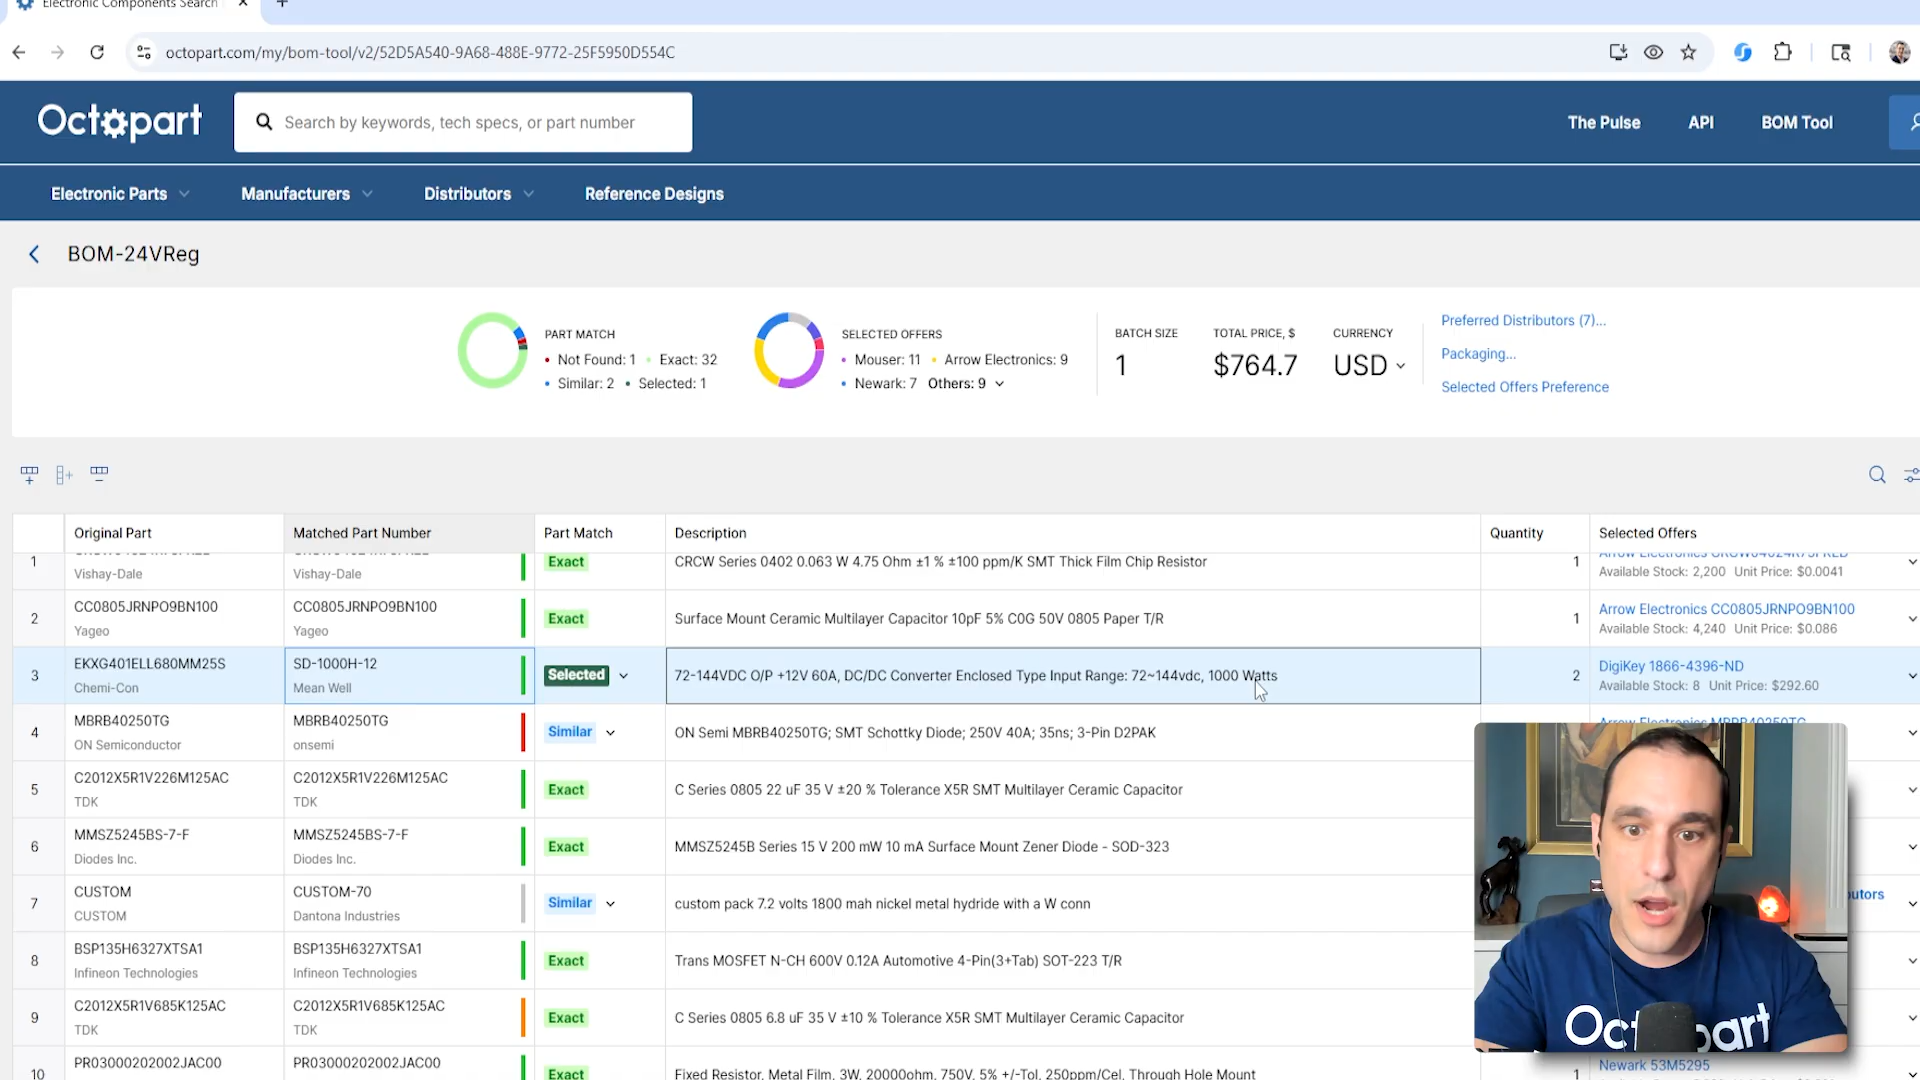 Electronic Components Search
octopart.com/my/bom-tool/v2/52D5A540-9A68-488E-9772-25F5950D554C
Octopart
Search by keywords, tech specs, or part number
The Pulse
API
BOM Tool
Electronic Parts
Manufacturers
Distributors
Reference Designs
BOM-24VReg
PART MATCH
• Not Found: 1 • Exact: 32
• Similar: 2 • Selected: 1
SELECTED OFFERS
• Mouser: 11 • Arrow Electronics: 9
• Newark: 7 Others: 9
BATCH SIZE
1
TOTAL PRICE, $
$764.7
CURRENCY
USD
Preferred Distributors (7)...
Packaging...
Selected Offers Preference
Original Part Matched Part Number Part Match Description Quantity Selected Offers
1 Exact CRCW Series 0402 0.063 W 4.75 Ohm ±1 % ±100 ppm/K SMT Thick Film Chip Resistor 1
Vishay-Dale Vishay-Dale Available Stock: 2,200 Unit Price: $0.0041
CC0805JRNPO9BN100 CC0805JRNPO9BN100 Arrow Electronics CC0805JRNPO9BN100
2 Exact Surface Mount Ceramic Multilayer Capacitor 10pF 5% C0G 50V 0805 Paper T/R 1
Yageo Yageo Available Stock: 4,240 Unit Price: $0.086
EKXG401ELL680MM25S SD-1000H-12 DigiKey 1866-4396-ND
3 Selected 72-144VDC O/P +12V 60A, DC/DC Converter Enclosed Type Input Range: 72~144vdc, 1000 Watts 2
Chemi-Con Mean Well Available Stock: 8 Unit Price: $292.60
MBRB40250TG MBRB40250TG Arrow Electronics MBRB40250TG
4 Similar ON Semi MBRB40250TG; SMT Schottky Diode; 250V 40A; 35ns; 3-Pin D2PAK
ON Semiconductor onsemi
C2012X5R1V226M125AC C2012X5R1V226M125AC
5 Exact C Series 0805 22 uF 35 V ±20 % Tolerance X5R SMT Multilayer Ceramic Capacitor
TDK TDK
MMSZ5245BS-7-F MMSZ5245BS-7-F
6 Exact MMSZ5245B Series 15 V 200 mW 10 mA Surface Mount Zener Diode - SOD-323
Diodes Inc. Diodes Inc.
CUSTOM CUSTOM-70
7 Similar custom pack 7.2 volts 1800 mah nickel metal hydride with a W conn
CUSTOM Dantona Industries
BSP135H6327XTSA1 BSP135H6327XTSA1
8 Exact Trans MOSFET N-CH 600V 0.12A Automotive 4-Pin(3+Tab) SOT-223 T/R
Infineon Technologies Infineon Technologies
C2012X5R1V685K125AC C2012X5R1V685K125AC
9 Exact C Series 0805 6.8 uF 35 V ±10 % Tolerance X5R SMT Multilayer Ceramic Capacitor
TDK TDK
PR03000202002JAC00 PR03000202002JAC00 Newark 53M5295
10 Exact Fixed Resistor, Metal Film, 3W, 20000ohm, 750V, 5% +/-Tol, 250ppm/Cel, Through Hole Mount 1